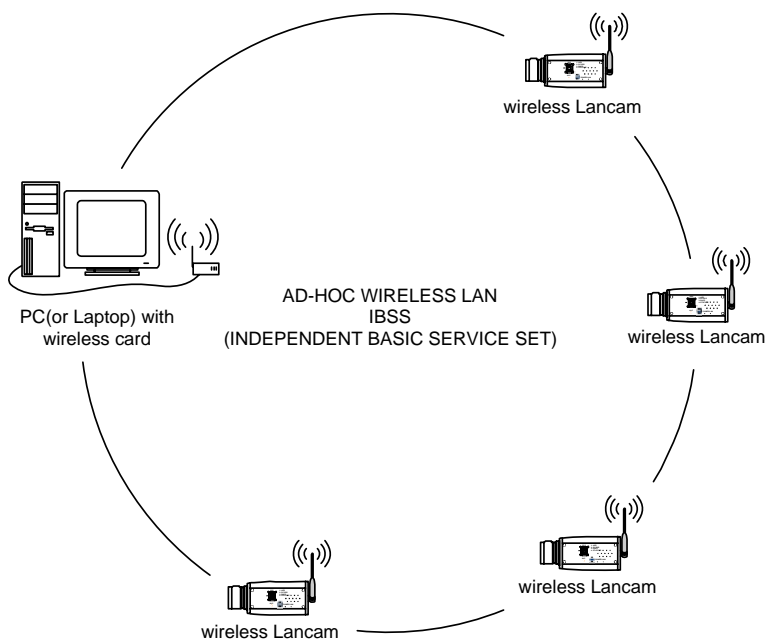 wireless Lancam
AD-HOC WIRELESS LAN
IBSS
(INDEPENDENT BASIC SERVICE SET)
PC(or Laptop) with
wireless card
wireless Lancam
wireless Lancam
wireless Lancam